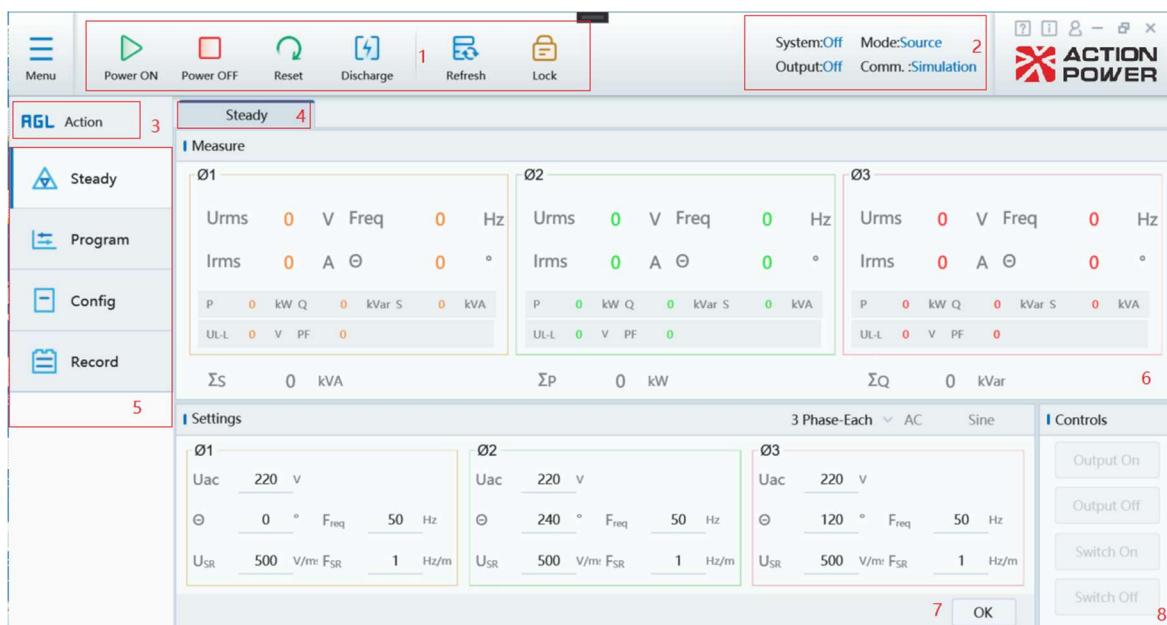 System:Off Mode:Source 2
Output:Off Comm. :Simulation
ACTION
POWER
Menu Power ON Power OFF Reset Discharge 1 Refresh Lock
AGL Action 3
Steady 4
Steady
Program
Config
Record
5
Measure
Ø1 Ø2 Ø3
Urms 0 V Freq 0 Hz Urms 0 V Freq 0 Hz Urms 0 V Freq 0 Hz
Irms 0 A Θ 0 ° Irms 0 A Θ 0 ° Irms 0 A Θ 0 °
P 0 kW Q 0 kVar S 0 kVA P 0 kW Q 0 kVar S 0 kVA P 0 kW Q 0 kVar S 0 kVA
UL-L 0 V PF 0 UL-L 0 V PF 0 UL-L 0 V PF 0
ΣS 0 kVA ΣP 0 kW ΣQ 0 kVar 6
Settings 3 Phase-Each AC Sine
Ø1 Ø2 Ø3
Uac 220 V Uac 220 V Uac 220 V
Θ 0 ° Freq 50 Hz Θ 240 ° Freq 50 Hz Θ 120 ° Freq 50 Hz
USR 500 V/m FSR 1 Hz/m USR 500 V/m FSR 1 Hz/m USR 500 V/m FSR 1 Hz/m
7 OK
Controls
Output On
Output Off
Switch On
Switch Off
8